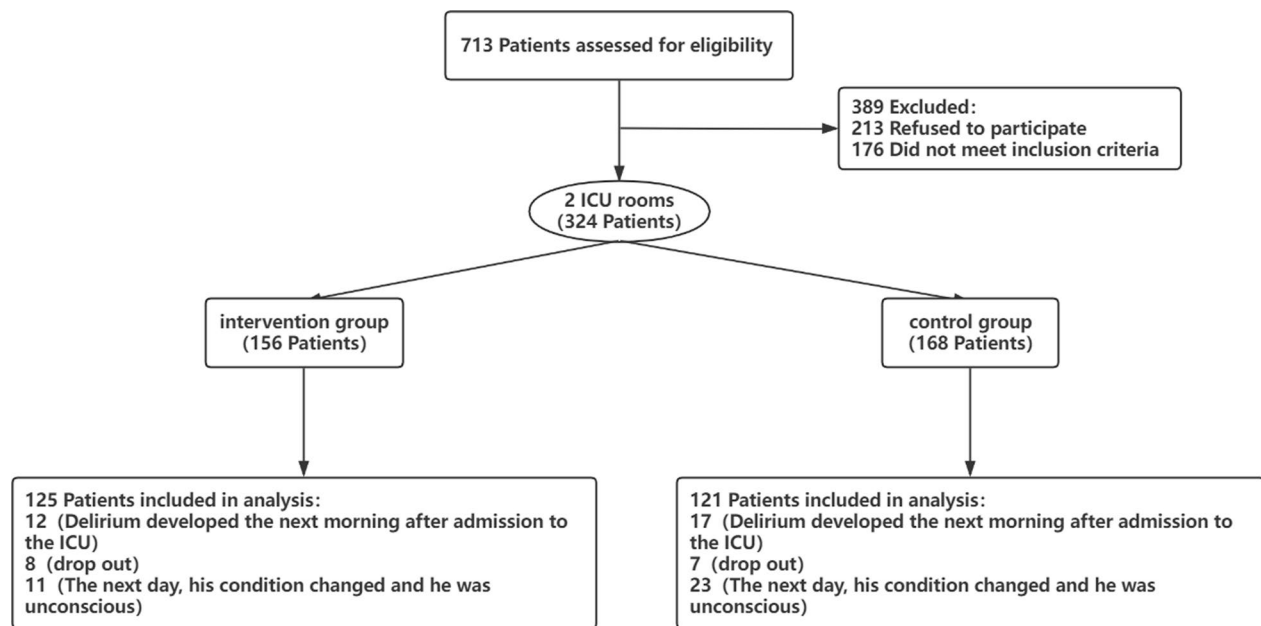 713 Patients assessed for eligibility
389 Excluded:
213 Refused to participate
176 Did not meet inclusion criteria
2 ICU rooms
(324 Patients)
intervention group
(156 Patients)
control group
(168 Patients)
125 Patients included in analysis:
12 (Delirium developed the next morning after admission to
the ICU)
8 (drop out)
11 (The next day, his condition changed and he was
unconscious)
121 Patients included in analysis:
17 (Delirium developed the next morning after admission to
the ICU)
7 (drop out)
23 (The next day, his condition changed and he was
unconscious)